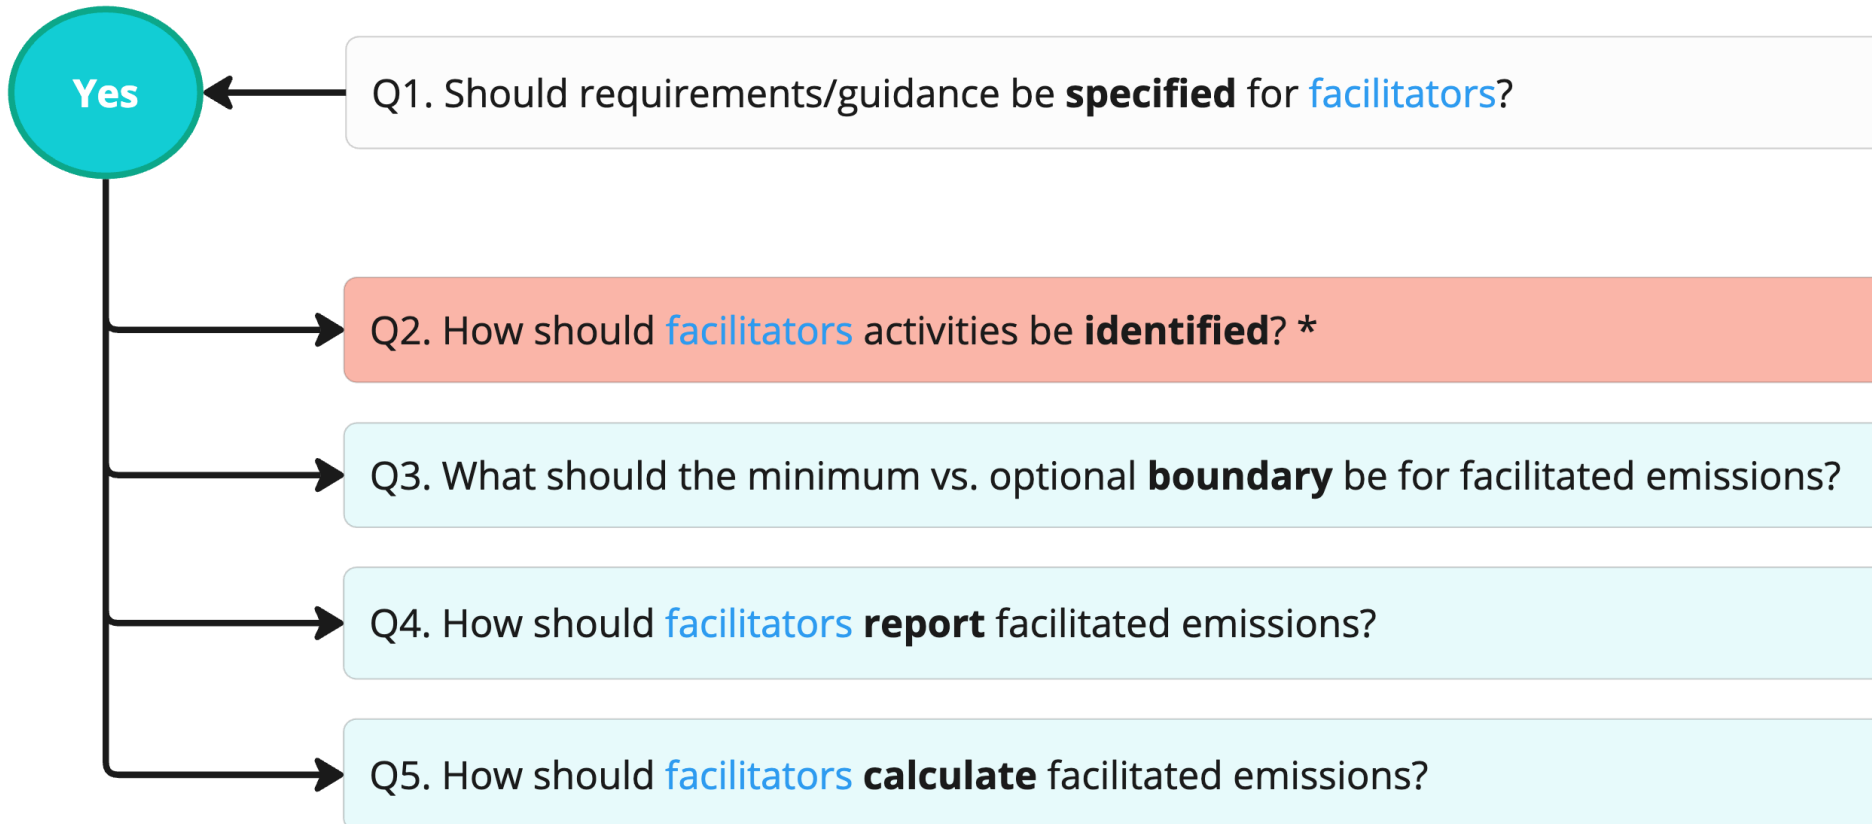 Yes
Q1. Should requirements/guidance be specified for facilitators?
Q2. How should facilitators activities be identified? *
Q3. What should the minimum vs. optional boundary be for facilitated emissions?
Q4. How should facilitators report facilitated emissions?
Q5. How should facilitators calculate facilitated emissions?